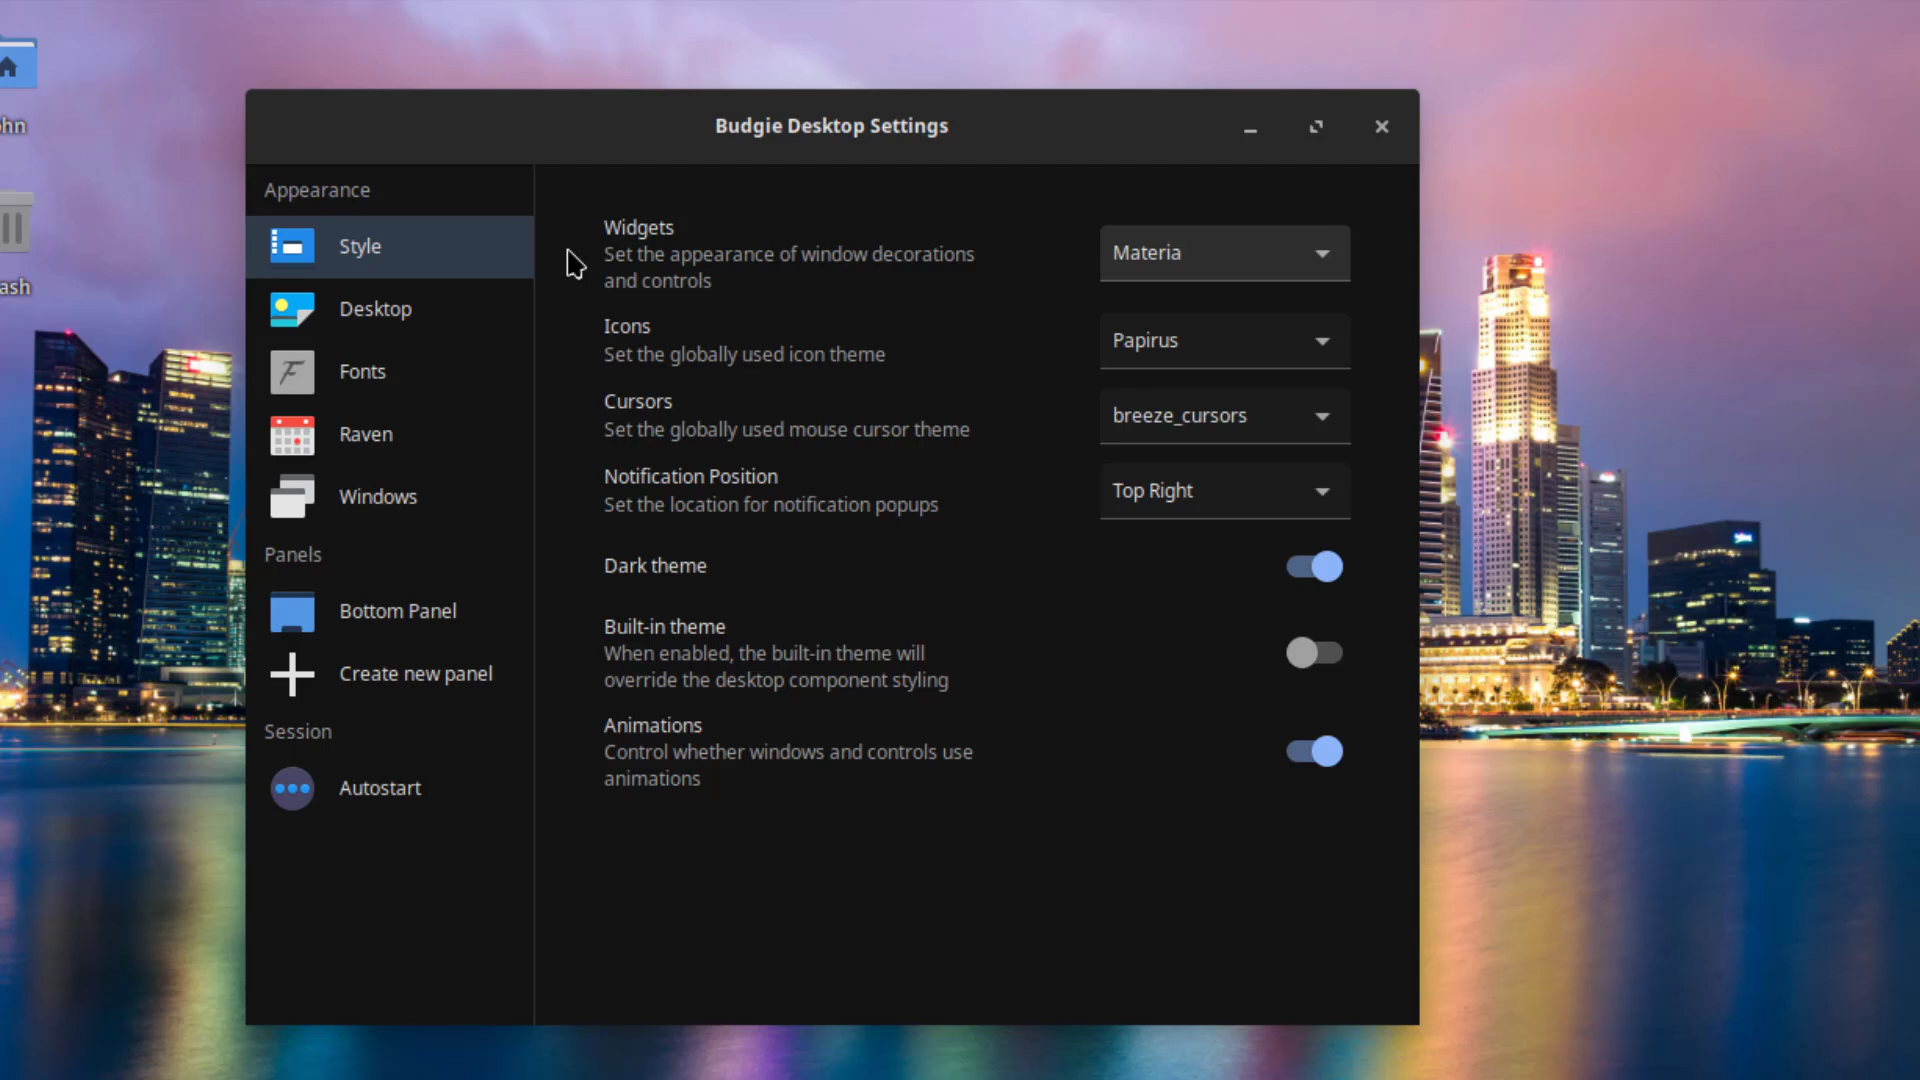 Budgie Desktop Settings
ohn
ash
Appearance
Style
Desktop
Fonts
Raven
Windows
Panels
Bottom Panel
Create new panel
Session
Autostart
Widgets
Set the appearance of window decorations
and controls
Materia
Icons
Set the globally used icon theme
Papirus
Cursors
Set the globally used mouse cursor theme
breeze_cursors
Notification Position
Set the location for notification popups
Top Right
Dark theme
Built-in theme
When enabled, the built-in theme will
override the desktop component styling
Animations
Control whether windows and controls use
animations